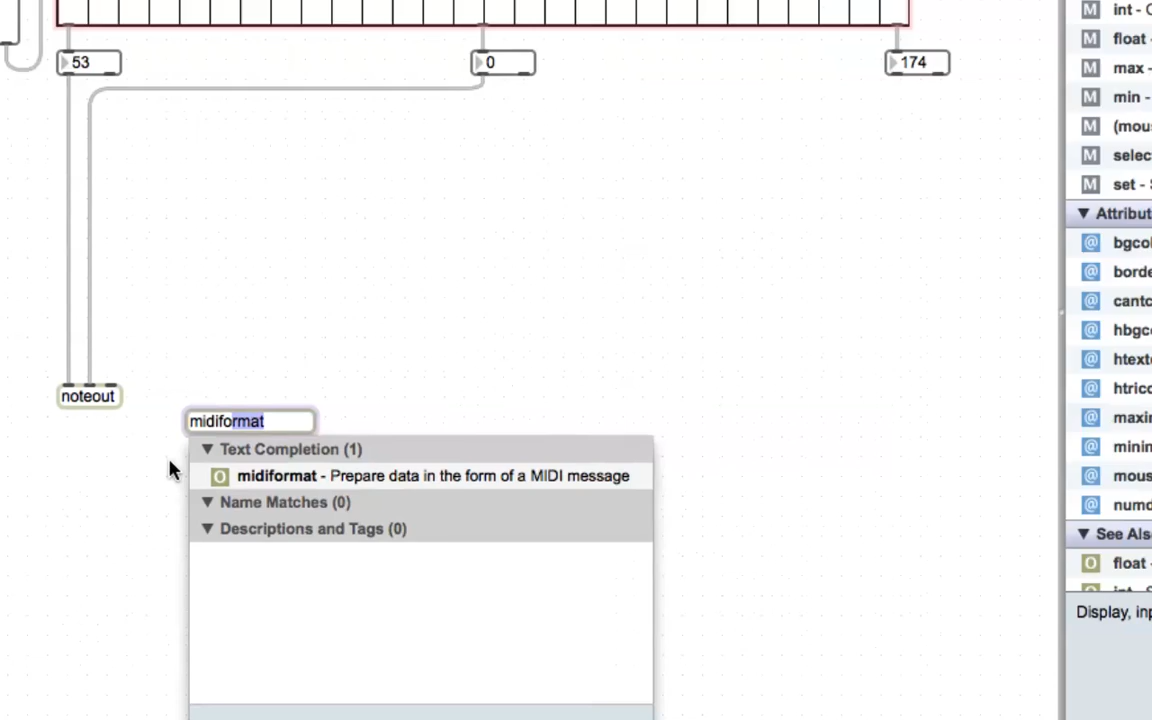 53
0
174
noteout
midiformat
Text Completion (1)
midiformat - Prepare data in the form of a MIDI message
Name Matches (0)
Descriptions and Tags (0)
int -
float -
max -
min -
(mou
selec
set -
Attribut
bgcol
borde
cantc
hbgc
htext
htric
maxi
minin
mous
numd
See Als
float -
Display, inp